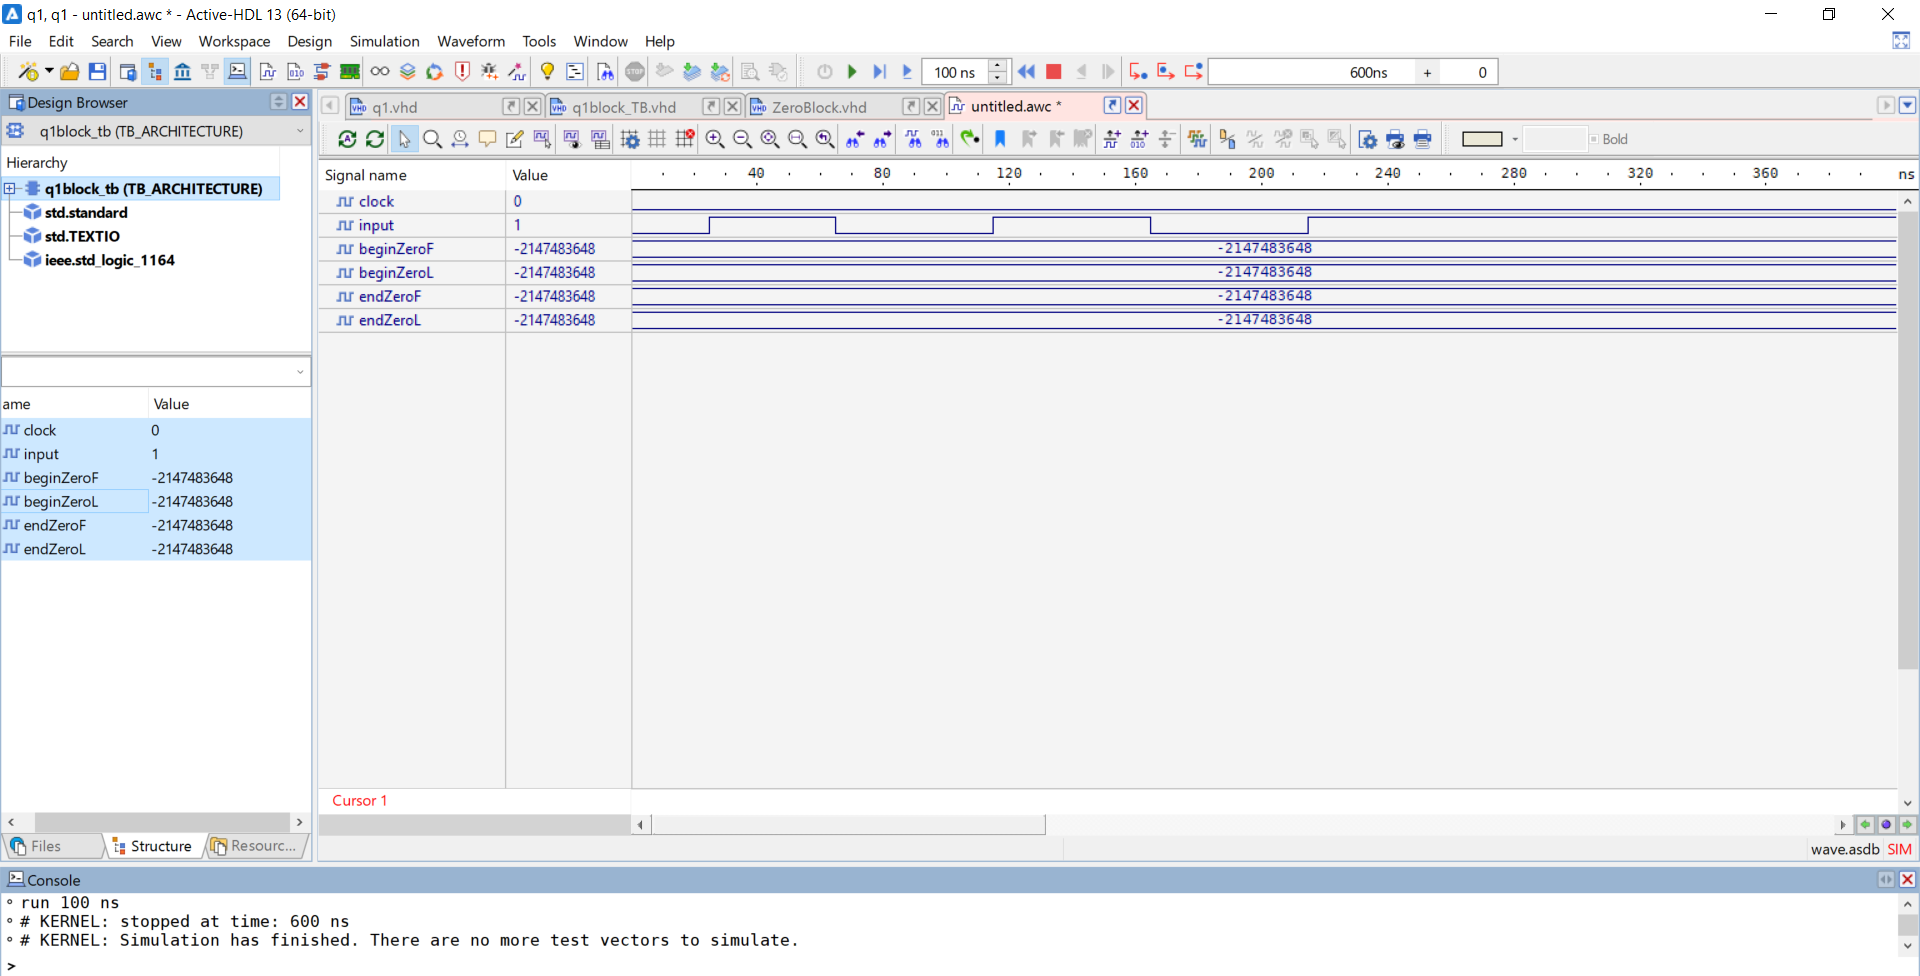 q1, q1 - untitled.awc * - Active-HDL 13 (64-bit)
File Edit Search View Workspace Design Simulation Waveform Tools Window Help
100 ns 600ns + 0
Design Browser
q1block_tb (TB_ARCHITECTURE)
Hierarchy
q1block_tb (TB_ARCHITECTURE)
std.standard
std.TEXTIO
ieee.std_logic_1164
ame Value
clock 0
input 1
beginZeroF -2147483648
beginZeroL -2147483648
endZeroF -2147483648
endZeroL -2147483648
Files Structure Resourc...
q1.vhd q1block_TB.vhd ZeroBlock.vhd untitled.awc *
Bold
Signal name Value 40 80 120 160 200 240 280 320 360 ns
clock 0
input 1
beginZeroF -2147483648 -2147483648
beginZeroL -2147483648 -2147483648
endZeroF -2147483648 -2147483648
endZeroL -2147483648 -2147483648
Cursor 1
wave.asdb SIM
Console
run 100 ns
# KERNEL: stopped at time: 600 ns
# KERNEL: Simulation has finished. There are no more test vectors to simulate.
>